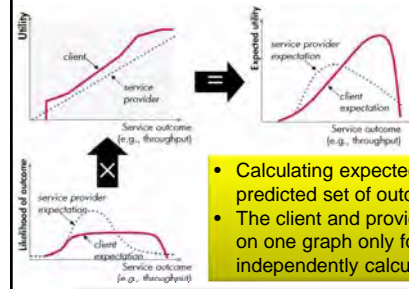 Utility
client
service
provider
Service outcome
(e.g., throughput)
=
Expected utility
service provider
expectation
client
expectation
Service outcome
(e.g., throughput)
×
Likelihood of outcome
service provider
expectation
client
expectation
Service outcome
(e.g., throughput)
• Calculating expected
predicted set of outc
• The client and provid
on one graph only fo
independently calcu